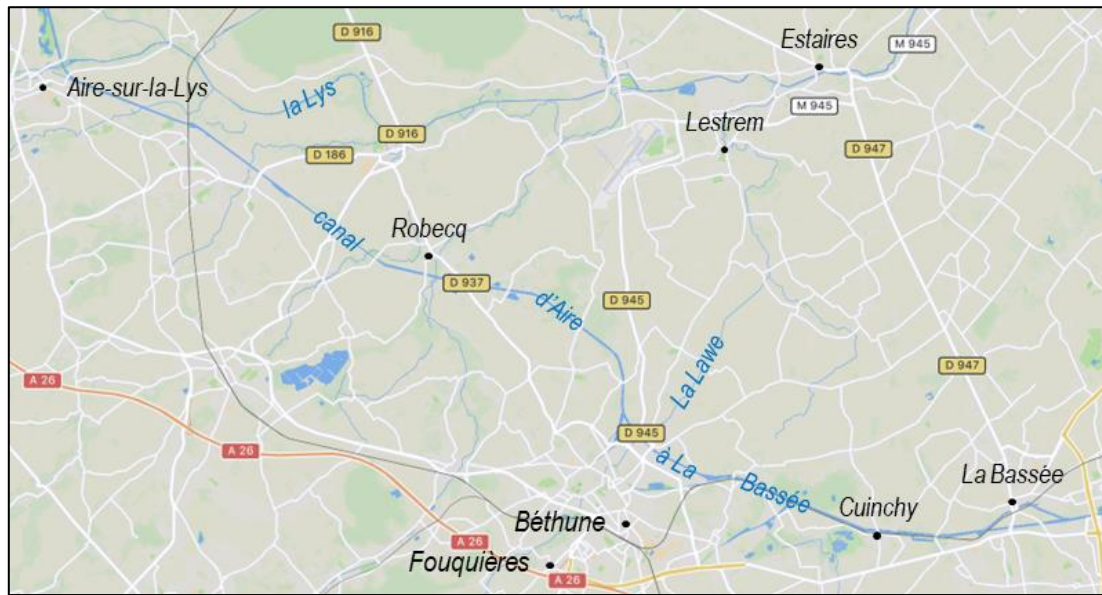 D 916
Estaires
M 945
Aire-sur-la-Lys
la Lys
M 945
Lestrem
D 916
D 186
D 947
canal
Robecq
D 937
d'Aire
D 945
La Lawe
D 947
A 26
D 945
A 26
à La
Bassée
La Bassée
Cuinchy
Béthune
A 26
Fouquières
A 26